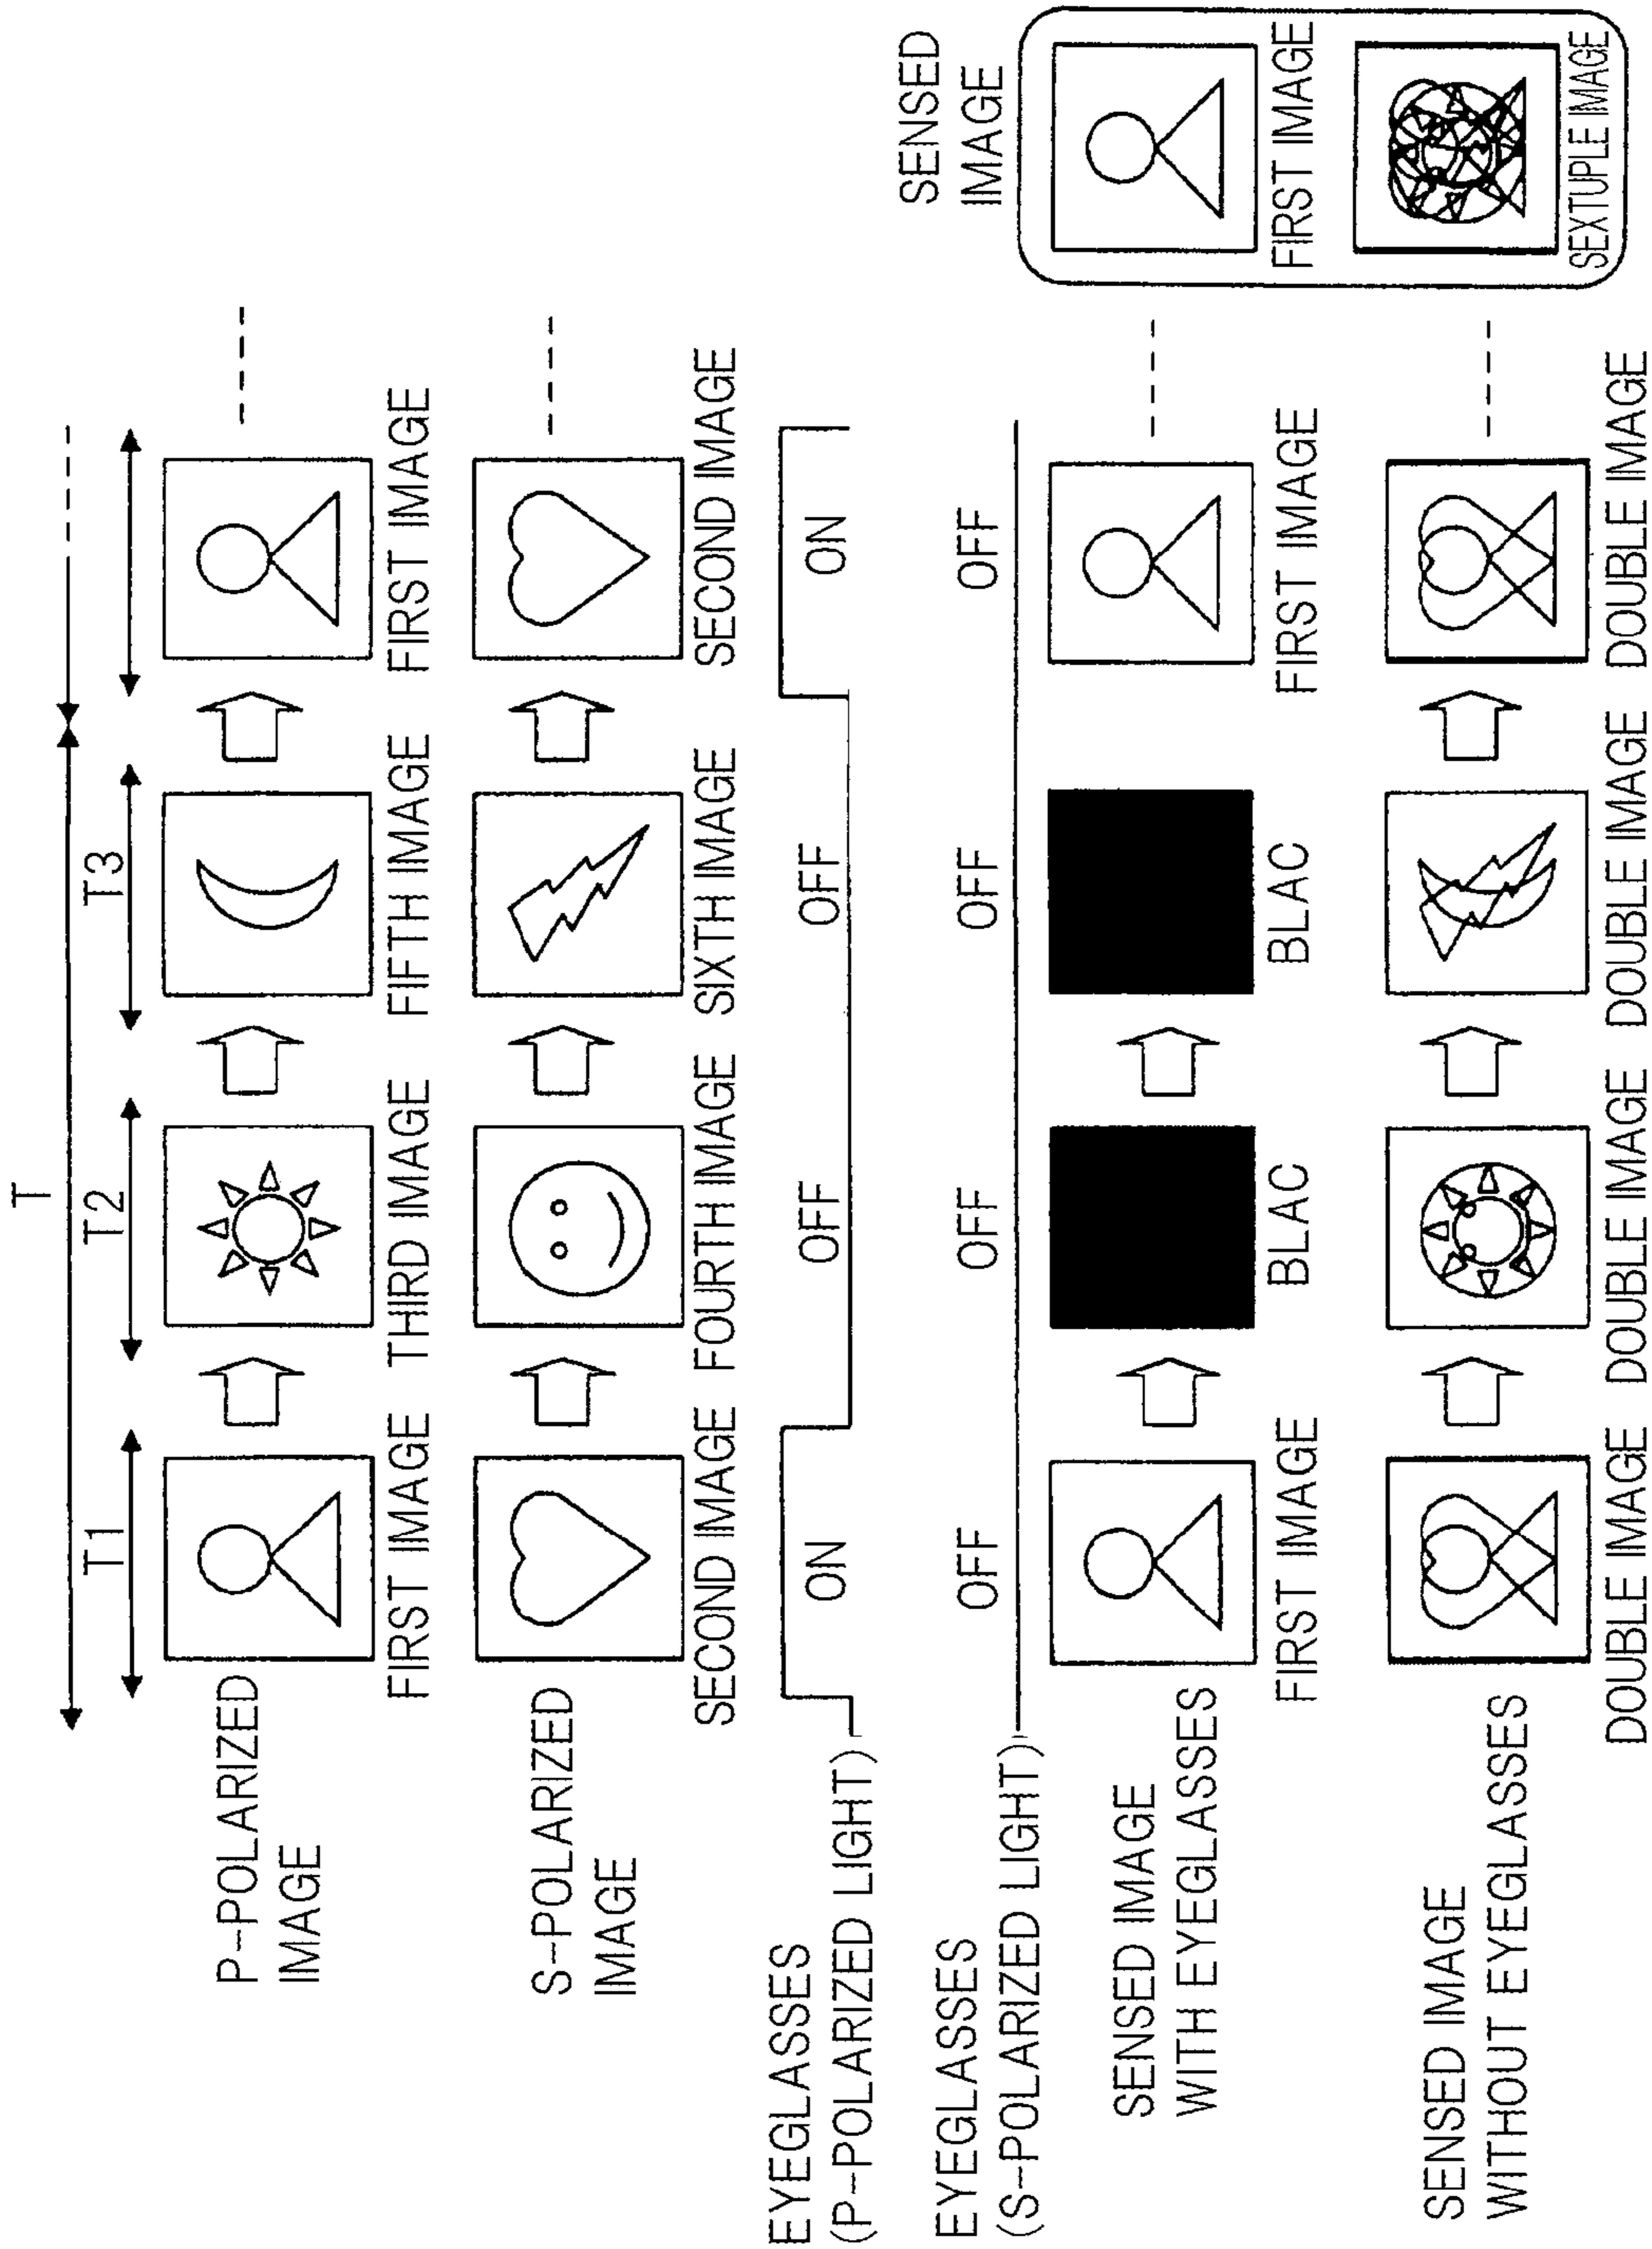 T
T1
T2
T3
P-POLARIZED
IMAGE
FIRST IMAGE
THIRD IMAGE
FIFTH IMAGE
FIRST IMAGE
S-POLARIZED
IMAGE
SECOND IMAGE
FOURTH IMAGE
SIXTH IMAGE
SECOND IMAGE
EYEGLASSES
(P-POLARIZED LIGHT)
ON
OFF
OFF
ON
EYEGLASSES
(S-POLARIZED LIGHT)
OFF
OFF
OFF
OFF
SENSED IMAGE
WITH EYEGLASSES
FIRST IMAGE
BLAC
BLAC
FIRST IMAGE
SENSED IMAGE
WITHOUT EYEGLASSES
DOUBLE IMAGE
DOUBLE IMAGE
DOUBLE IMAGE
DOUBLE IMAGE
SENSED
IMAGE
FIRST IMAGE
SEXTUPLE IMAGE